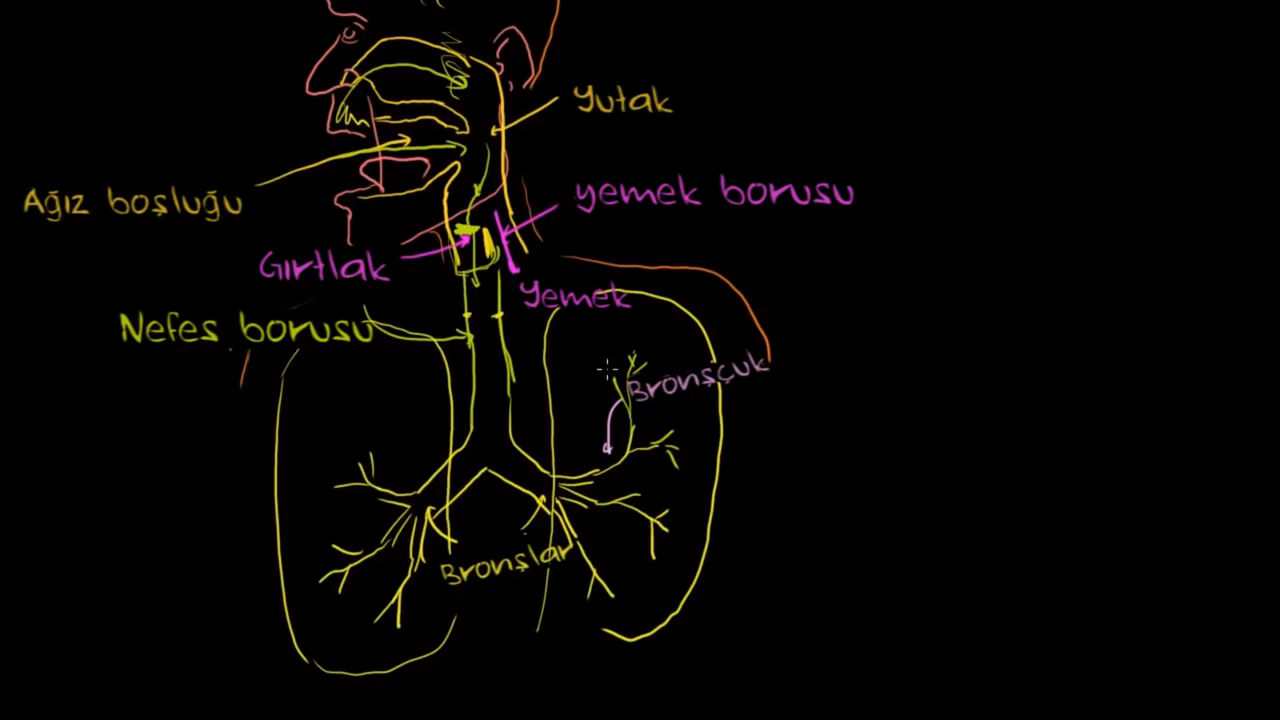 Yutak
Ağız boşluğu
yemek borusu
Gırtlak
Yemek
Nefes borusu
Bronşçuk
Bronşlar